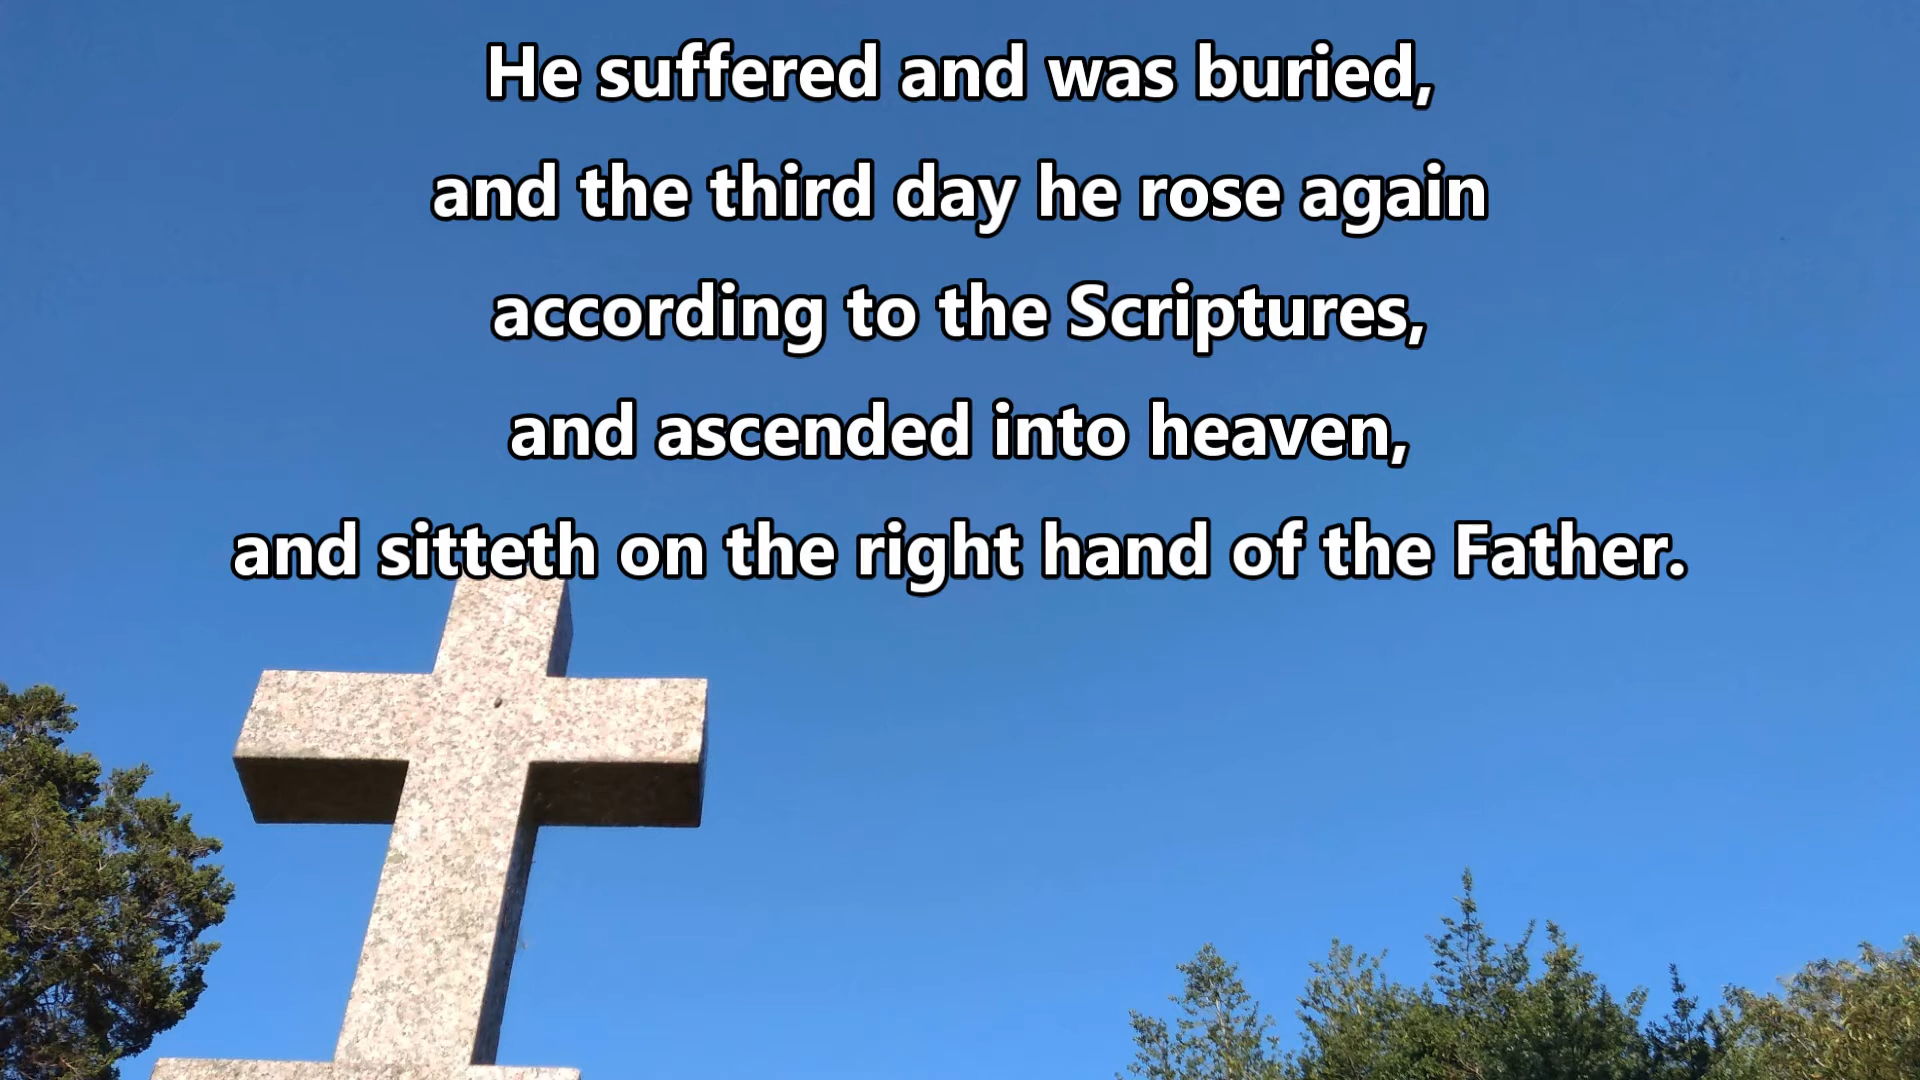 He suffered and was buried,
and the third day he rose again
according to the Scriptures,
and ascended into heaven,
and sitteth on the right hand of the Father.